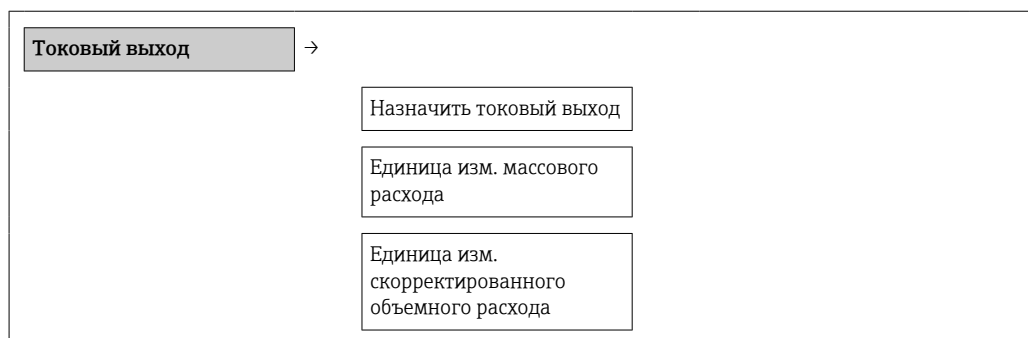 Токовый выход →
Назначить токовый выход
Единица изм. массового
расхода
Единица изм.
скорректированного
объемного расхода